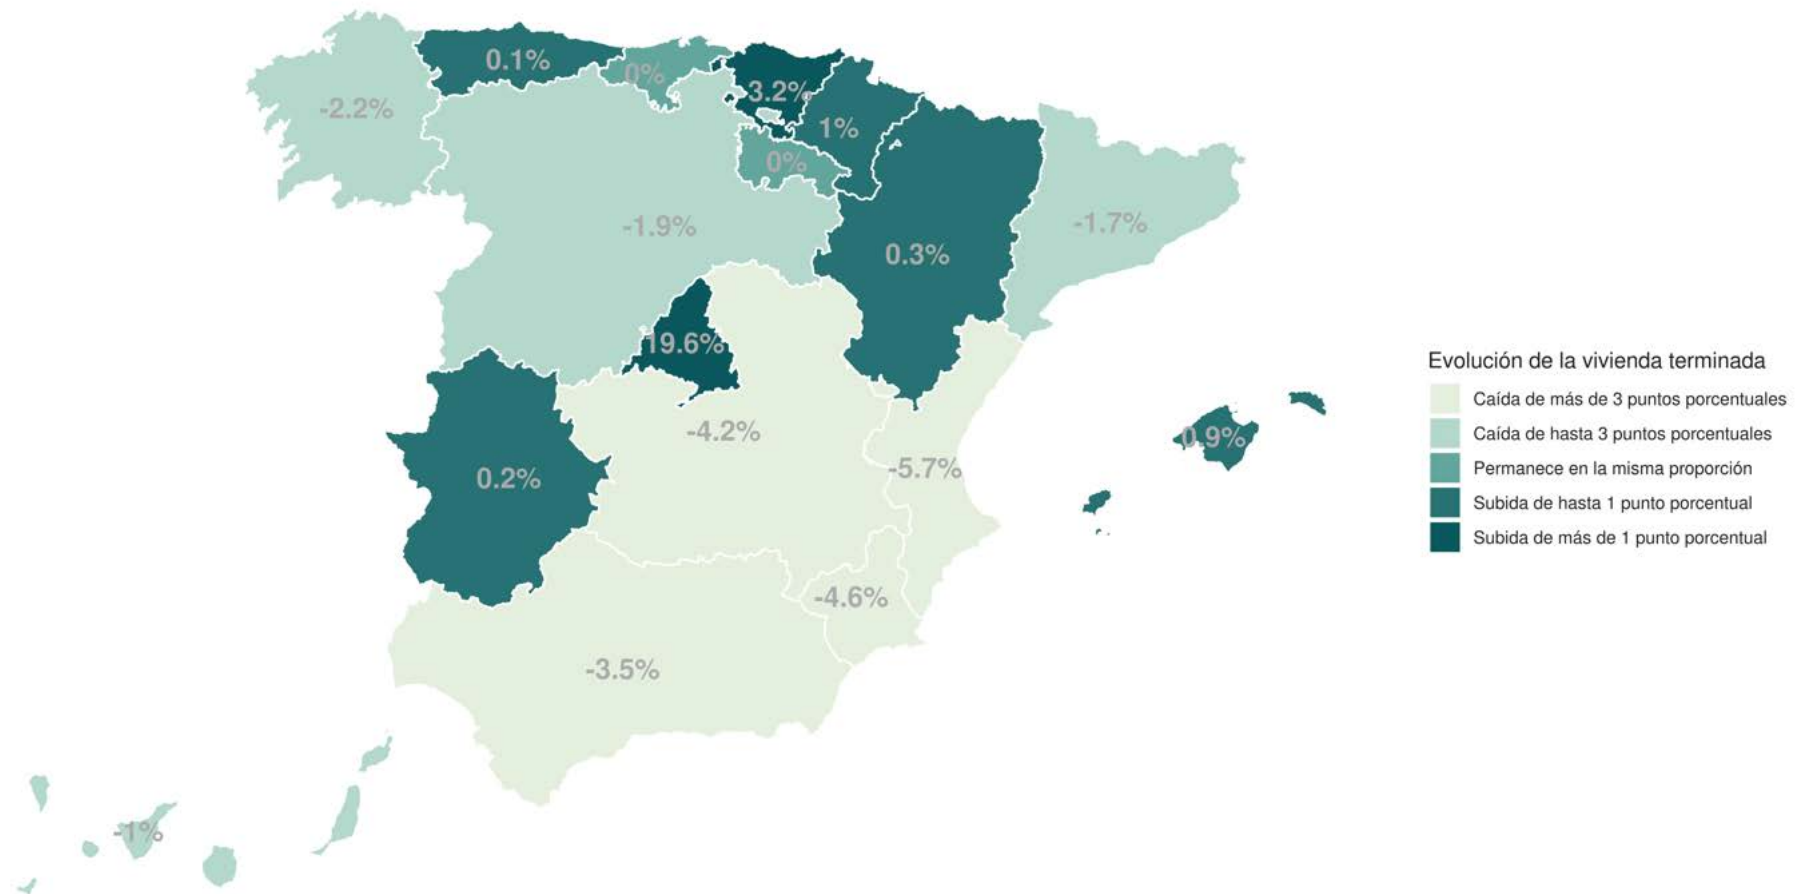 0.1%
0%
3.2%
-2.2%
1%
0%
-1.9%
-1.7%
0.3%
19.6%
-4.2%
0.9%
-5.7%
0.2%
-4.6%
-3.5%
-1%
Evolución de la vivienda terminada
Caída de más de 3 puntos porcentuales
Caída de hasta 3 puntos porcentuales
Permanece en la misma proporción
Subida de hasta 1 punto porcentual
Subida de más de 1 punto porcentual